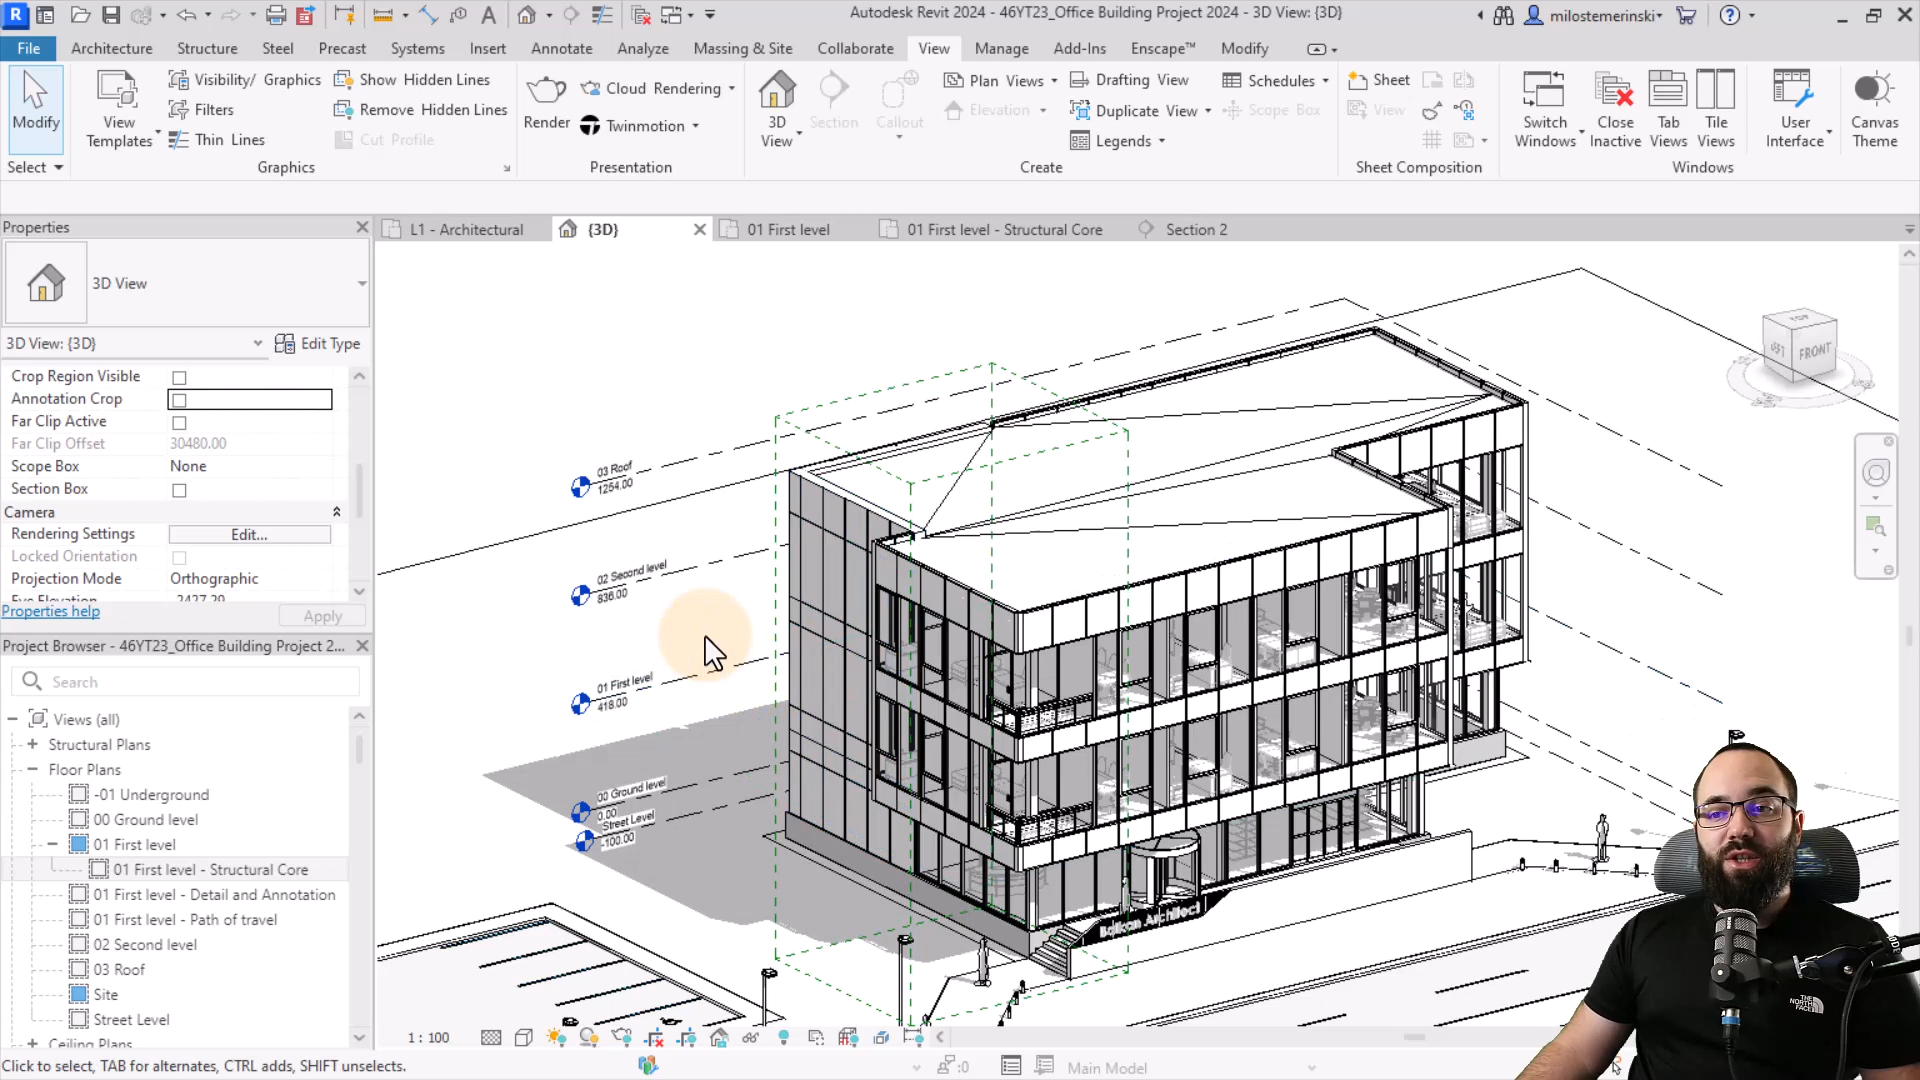 Autodesk Revit 2024 - 46YT23_Office Building Project 2024 - 3D View: {3D}
milostemerinski
File Architecture Structure Steel Precast Systems Insert Annotate Analyze Massing & Site Collaborate View Manage Add-Ins Enscape™ Modify
Modify
View Templates
Visibility/ Graphics
Filters
Thin Lines
Show Hidden Lines
Remove Hidden Lines
Cut Profile
Render
Cloud Rendering
Twinmotion
3D View
Section
Callout
Plan Views
Elevation
Drafting View
Duplicate View
Legends
Schedules
Scope Box
Sheet
View
Switch Windows
Close Inactive
Tab Views
Tile Views
User Interface
Canvas Theme
Select Graphics Presentation Create Sheet Composition Windows
Properties
L1 - Architectural {3D} 01 First level 01 First level - Structural Core Section 2
3D View
3D View: {3D} Edit Type
Crop Region Visible
Annotation Crop
Far Clip Active
Far Clip Offset 30480.00
Scope Box None
Section Box
Camera
Rendering Settings Edit...
Locked Orientation
Projection Mode Orthographic
Eye Elevation 2427.29
Properties help Apply
Project Browser - 46YT23_Office Building Project 2...
Search
Views (all)
Structural Plans
Floor Plans
-01 Underground
00 Ground level
01 First level
01 First level - Structural Core
01 First level - Detail and Annotation
01 First level - Path of travel
02 Second level
03 Roof
Site
Street Level
Ceiling Plans
03 Roof
1254.00
02 Second level
836.00
01 First level
418.00
00 Ground level
0.00
Street Level
-100.00
TOP
LEFT FRONT
Balkan Architect
THE NORTH FACE
1 : 100
Click to select, TAB for alternates, CTRL adds, SHIFT unselects.
:0
Main Model